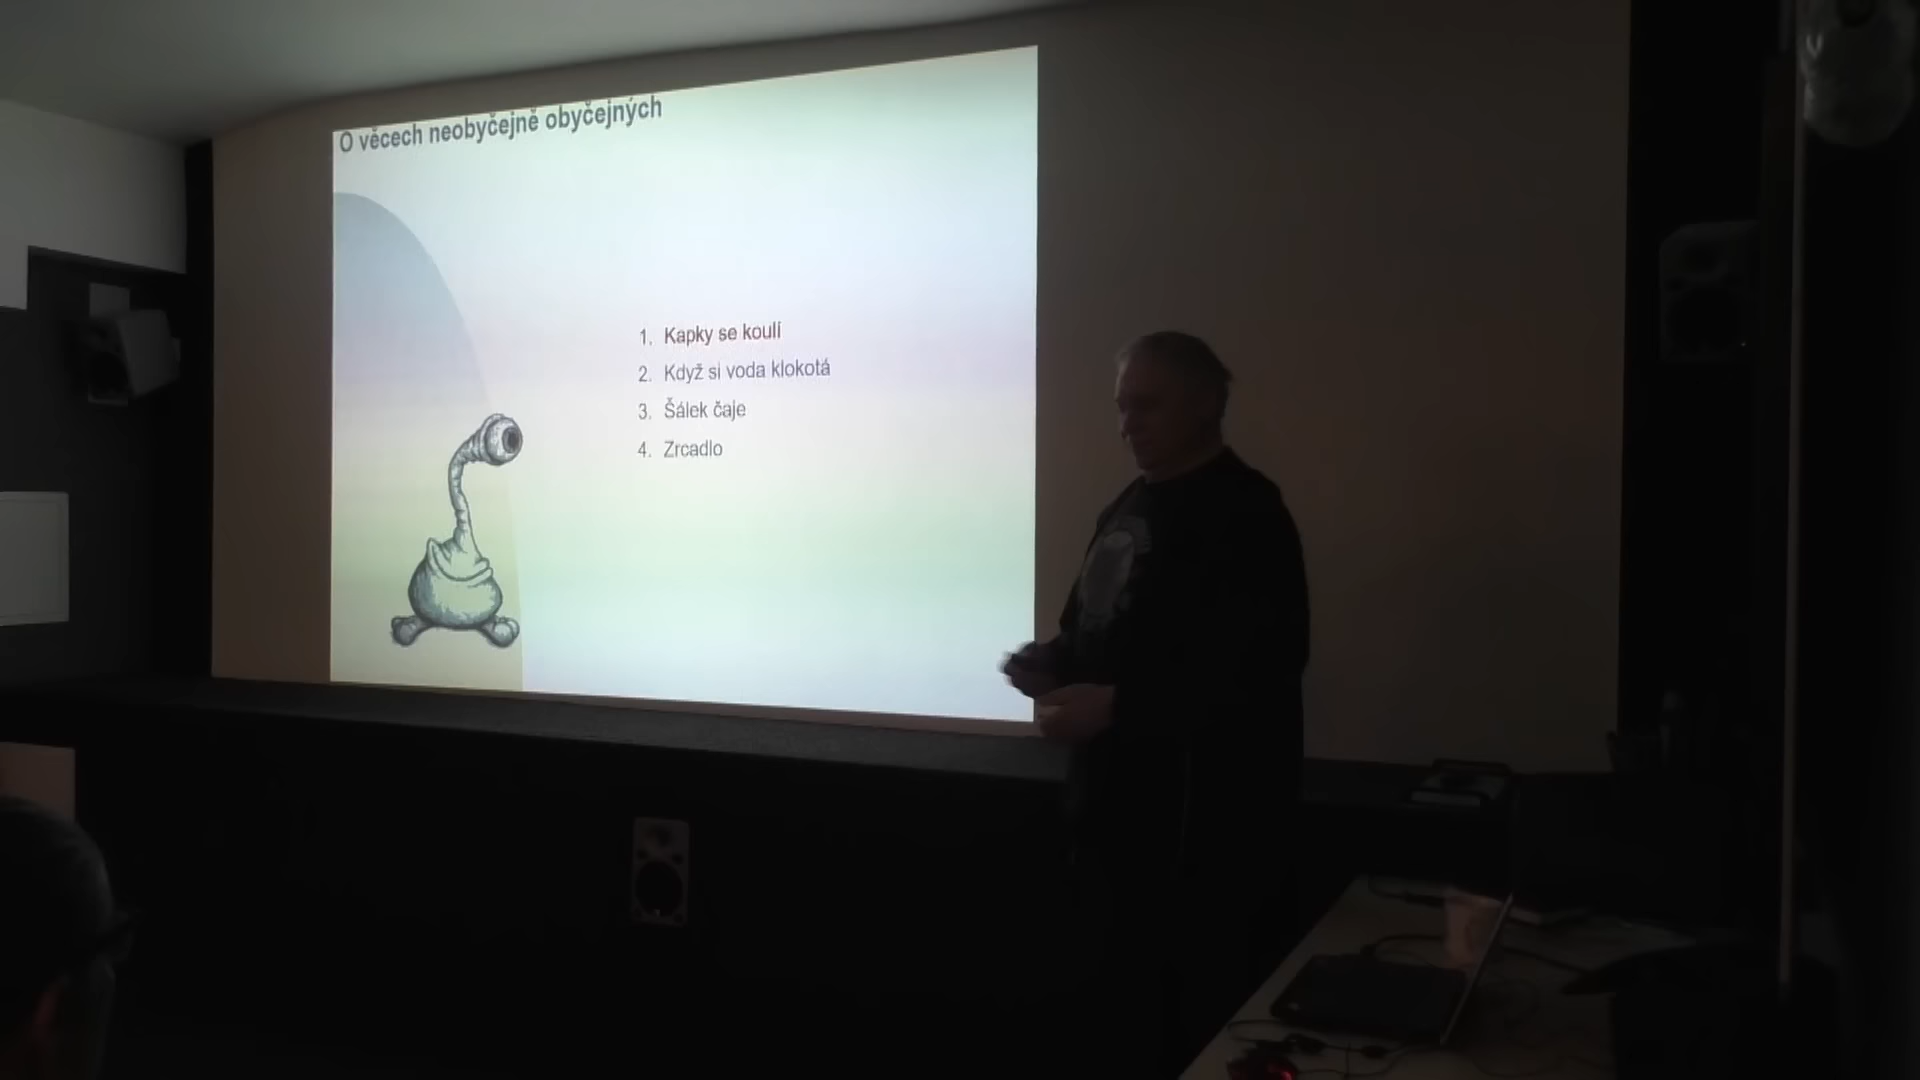 O věcech neobyčejně obyčejných
1. Kapky se koulí
2. Když si voda klokotá
3. Šálek čaje
4. Zrcadlo